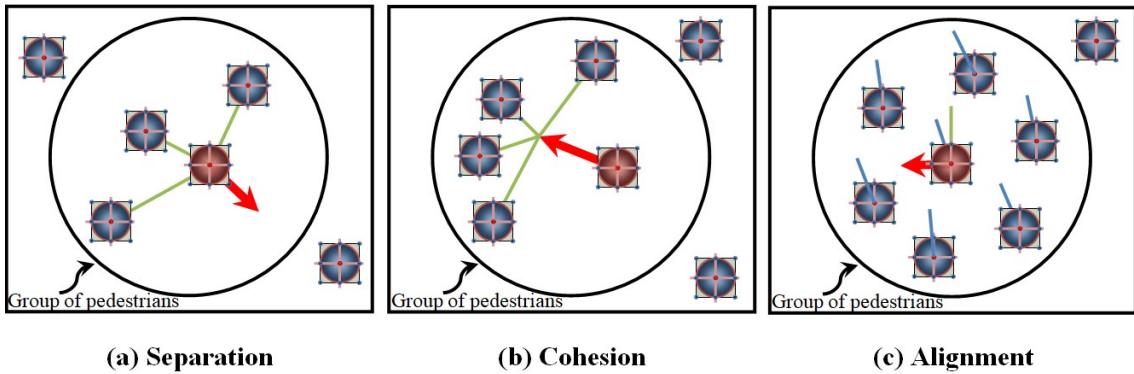 Group of pedestrians
Group of pedestrians
Group of pedestrians
(a) Separation
(b) Cohesion
(c) Alignment